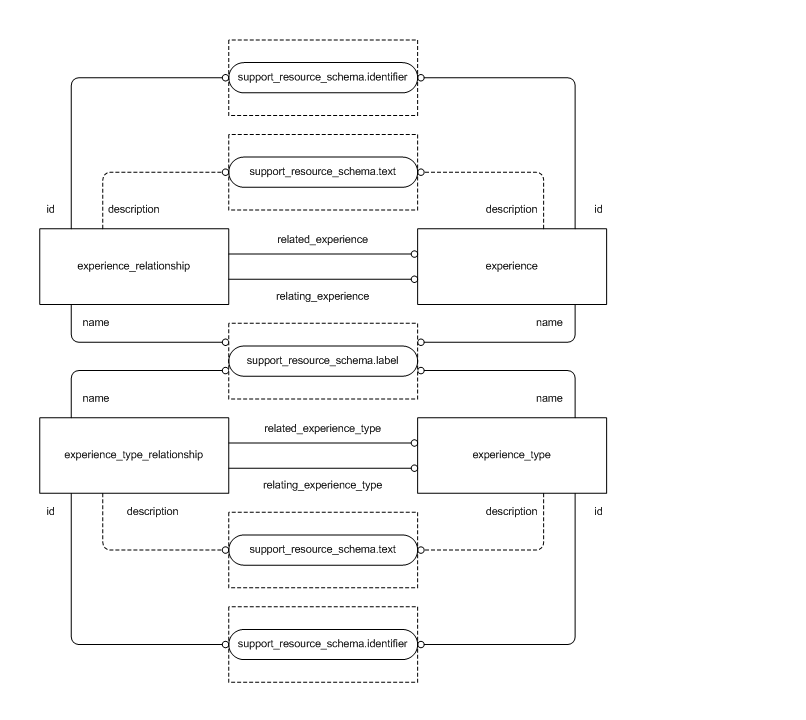 support_resource_schema.identifier
support_resource_schema.text
id
description
description
id
related_experience
experience_relationship
experience
relating_experience
name
name
support_resource_schema.label
name
name
related_experience_type
experience_type_relationship
experience_type
relating_experience_type
id
description
description
id
support_resource_schema.text
support_resource_schema.identifier